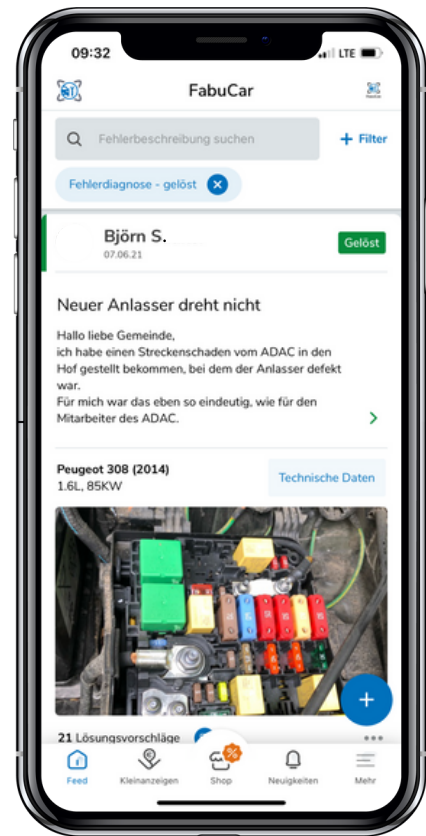 09:32
LTE
FabuCar
Fehlerbeschreibung suchen
+ Filter
Fehlerdiagnose - gelöst
Björn S.
Gelöst
07.06.21
Neuer Anlasser dreht nicht
Hallo liebe Gemeinde,
ich habe einen Streckenschaden vom ADAC in den
Hof gestellt bekommen, bei dem der Anlasser defekt
war.
Für mich war das eben so eindeutig, wie für den
Mitarbeiter des ADAC.
Peugeot 308 (2014)
1.6L, 85KW
Technische Daten
21 Lösungsvorschläge
Feed
Kleinanzeigen
Shop
Neuigkeiten
Mehr